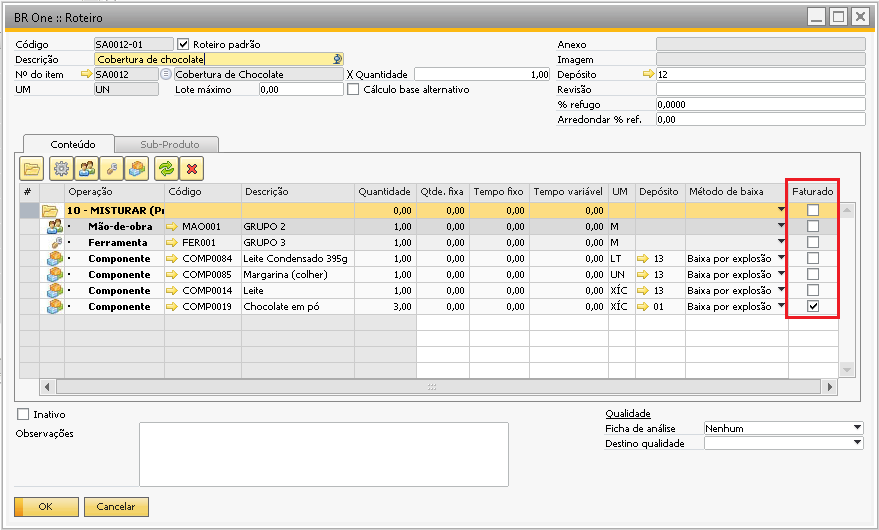 BR One :: Roteiro
Código SA0012-01 Roteiro padrão Anexo
Descrição Cobertura de chocolate Imagem
Nº do item SA0012 Cobertura de Chocolate X Quantidade 1,00 Depósito 12
UM UN Lote máximo 0,00 Cálculo base alternativo Revisão
% refugo 0,0000
Arredondar % ref. 0,00
Conteúdo Sub-Produto
# Operação Código Descrição Quantidade Qtde. fixa Tempo fixo Tempo variável UM Depósito Método de baixa Faturado
10 - MISTURAR (Pr 0,00 0,00 0,00 0,00
Mão-de-obra MAO001 GRUPO 2 1,00 0,00 0,00 0,00 M
Ferramenta FER001 GRUPO 3 1,00 0,00 0,00 0,00 M
Componente COMP0084 Leite Condensado 395g 1,00 0,00 0,00 0,00 LT 13 Baixa por explosão
Componente COMP0085 Margarina (colher) 1,00 0,00 0,00 0,00 UN 13 Baixa por explosão
Componente COMP0014 Leite 1,00 0,00 0,00 0,00 XÍC 13 Baixa por explosão
Componente COMP0019 Chocolate em pó 3,00 0,00 0,00 0,00 XÍC 01 Baixa por explosão
Inativo Qualidade
Observações Ficha de análise Nenhum
Destino qualidade
OK Cancelar